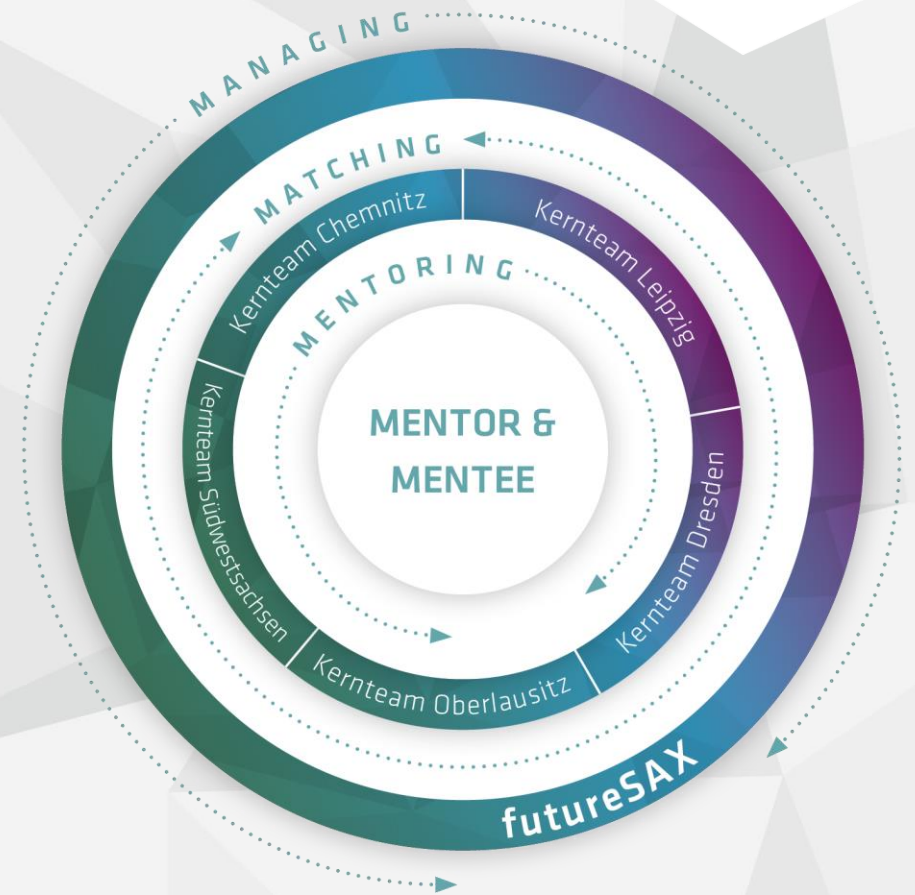 MANAGING
MATCHING
Kernteam Chemnitz
Kernteam Leipzig
MENTORING
MENTOR &
MENTEE
Kernteam Südwestsachsen
Kernteam Dresden
Kernteam Oberlausitz
futureSAX